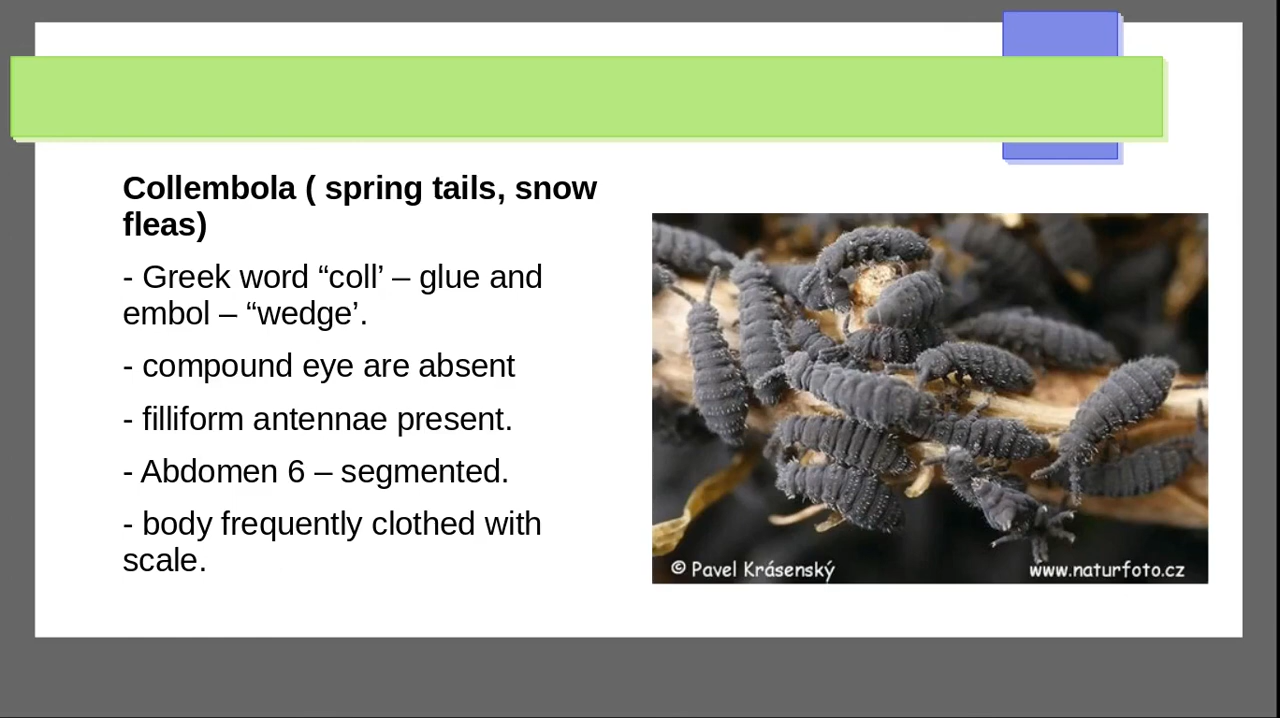 Collembola ( spring tails, snow
fleas)
- Greek word “coll’ – glue and
embol – “wedge’.
- compound eye are absent
- filliform antennae present.
- Abdomen 6 – segmented.
- body frequently clothed with
scale.
© Pavel Krásenský
www.naturfoto.cz